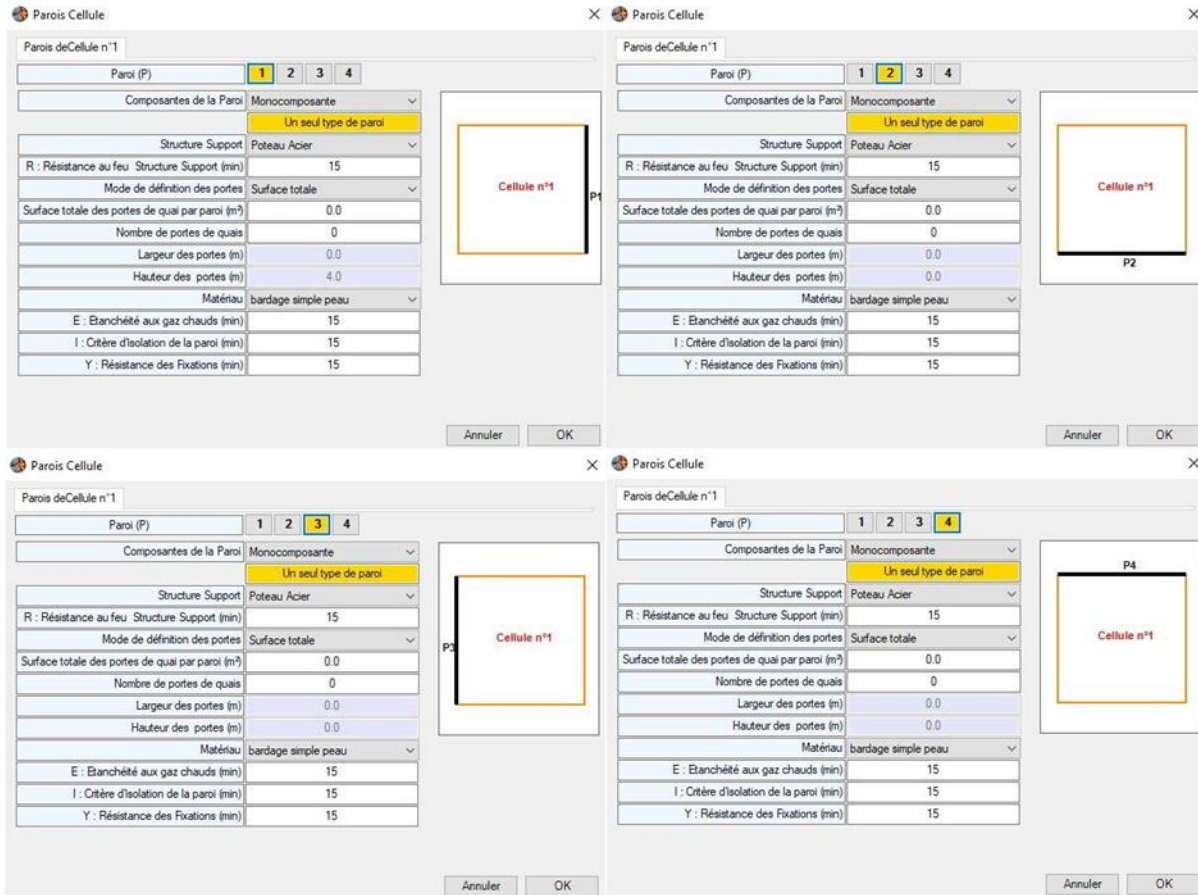 Parois Cellule
Parois deCellule n°1
Paroi (P) 1 2 3 4
Composantes de la Paroi Monocomposante
Un seul type de paroi
Structure Support Poteau Acier
R : Résistance au feu Structure Support (min) 15
Mode de définition des portes Surface totale
Surface totale des portes de quai par paroi (m²) 0.0
Nombre de portes de quais 0
Largeur des portes (m) 0.0
Hauteur des portes (m) 4.0
Matériau bardage simple peau
E : Etanchéité aux gaz chauds (min) 15
I : Critère d'isolation de la paroi (min) 15
Y : Résistance des Fixations (min) 15
Cellule n°1
P1
Annuler OK
Parois Cellule
Parois deCellule n°1
Paroi (P) 1 2 3 4
Composantes de la Paroi Monocomposante
Un seul type de paroi
Structure Support Poteau Acier
R : Résistance au feu Structure Support (min) 15
Mode de définition des portes Surface totale
Surface totale des portes de quai par paroi (m²) 0.0
Nombre de portes de quais 0
Largeur des portes (m) 0.0
Hauteur des portes (m) 0.0
Matériau bardage simple peau
E : Etanchéité aux gaz chauds (min) 15
I : Critère d'isolation de la paroi (min) 15
Y : Résistance des Fixations (min) 15
Cellule n°1
P2
Annuler OK
Parois Cellule
Parois deCellule n°1
Paroi (P) 1 2 3 4
Composantes de la Paroi Monocomposante
Un seul type de paroi
Structure Support Poteau Acier
R : Résistance au feu Structure Support (min) 15
Mode de définition des portes Surface totale
Surface totale des portes de quai par paroi (m²) 0.0
Nombre de portes de quais 0
Largeur des portes (m) 0.0
Hauteur des portes (m) 0.0
Matériau bardage simple peau
E : Etanchéité aux gaz chauds (min) 15
I : Critère d'isolation de la paroi (min) 15
Y : Résistance des Fixations (min) 15
Cellule n°1
P3
Annuler OK
Parois Cellule
Parois deCellule n°1
Paroi (P) 1 2 3 4
Composantes de la Paroi Monocomposante
Un seul type de paroi
Structure Support Poteau Acier
R : Résistance au feu Structure Support (min) 15
Mode de définition des portes Surface totale
Surface totale des portes de quai par paroi (m²) 0.0
Nombre de portes de quais 0
Largeur des portes (m) 0.0
Hauteur des portes (m) 0.0
Matériau bardage simple peau
E : Etanchéité aux gaz chauds (min) 15
I : Critère d'isolation de la paroi (min) 15
Y : Résistance des Fixations (min) 15
P4
Cellule n°1
Annuler OK